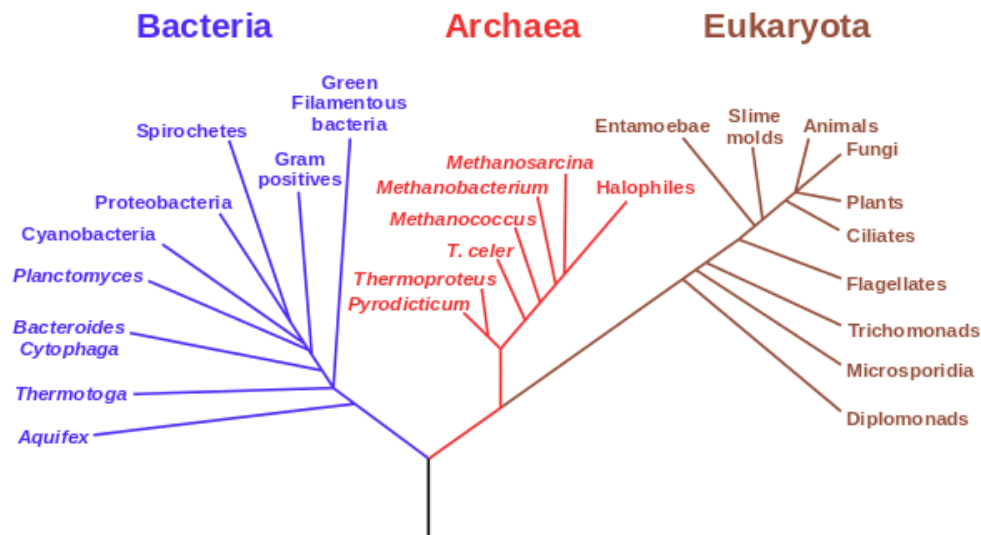 Bacteria
Archaea
Eukaryota
Green
Filamentous
bacteria
Spirochetes
Gram
positives
Proteobacteria
Cyanobacteria
Planctomyces
Bacteroides
Cytophaga
Thermotoga
Aquifex
Methanosarcina
Methanobacterium
Halophiles
Methanococcus
T. celer
Thermoproteus
Pyrodicticum
Entamoebae
Slime
molds
Animals
Fungi
Plants
Ciliates
Flagellates
Trichomonads
Microsporidia
Diplomonads